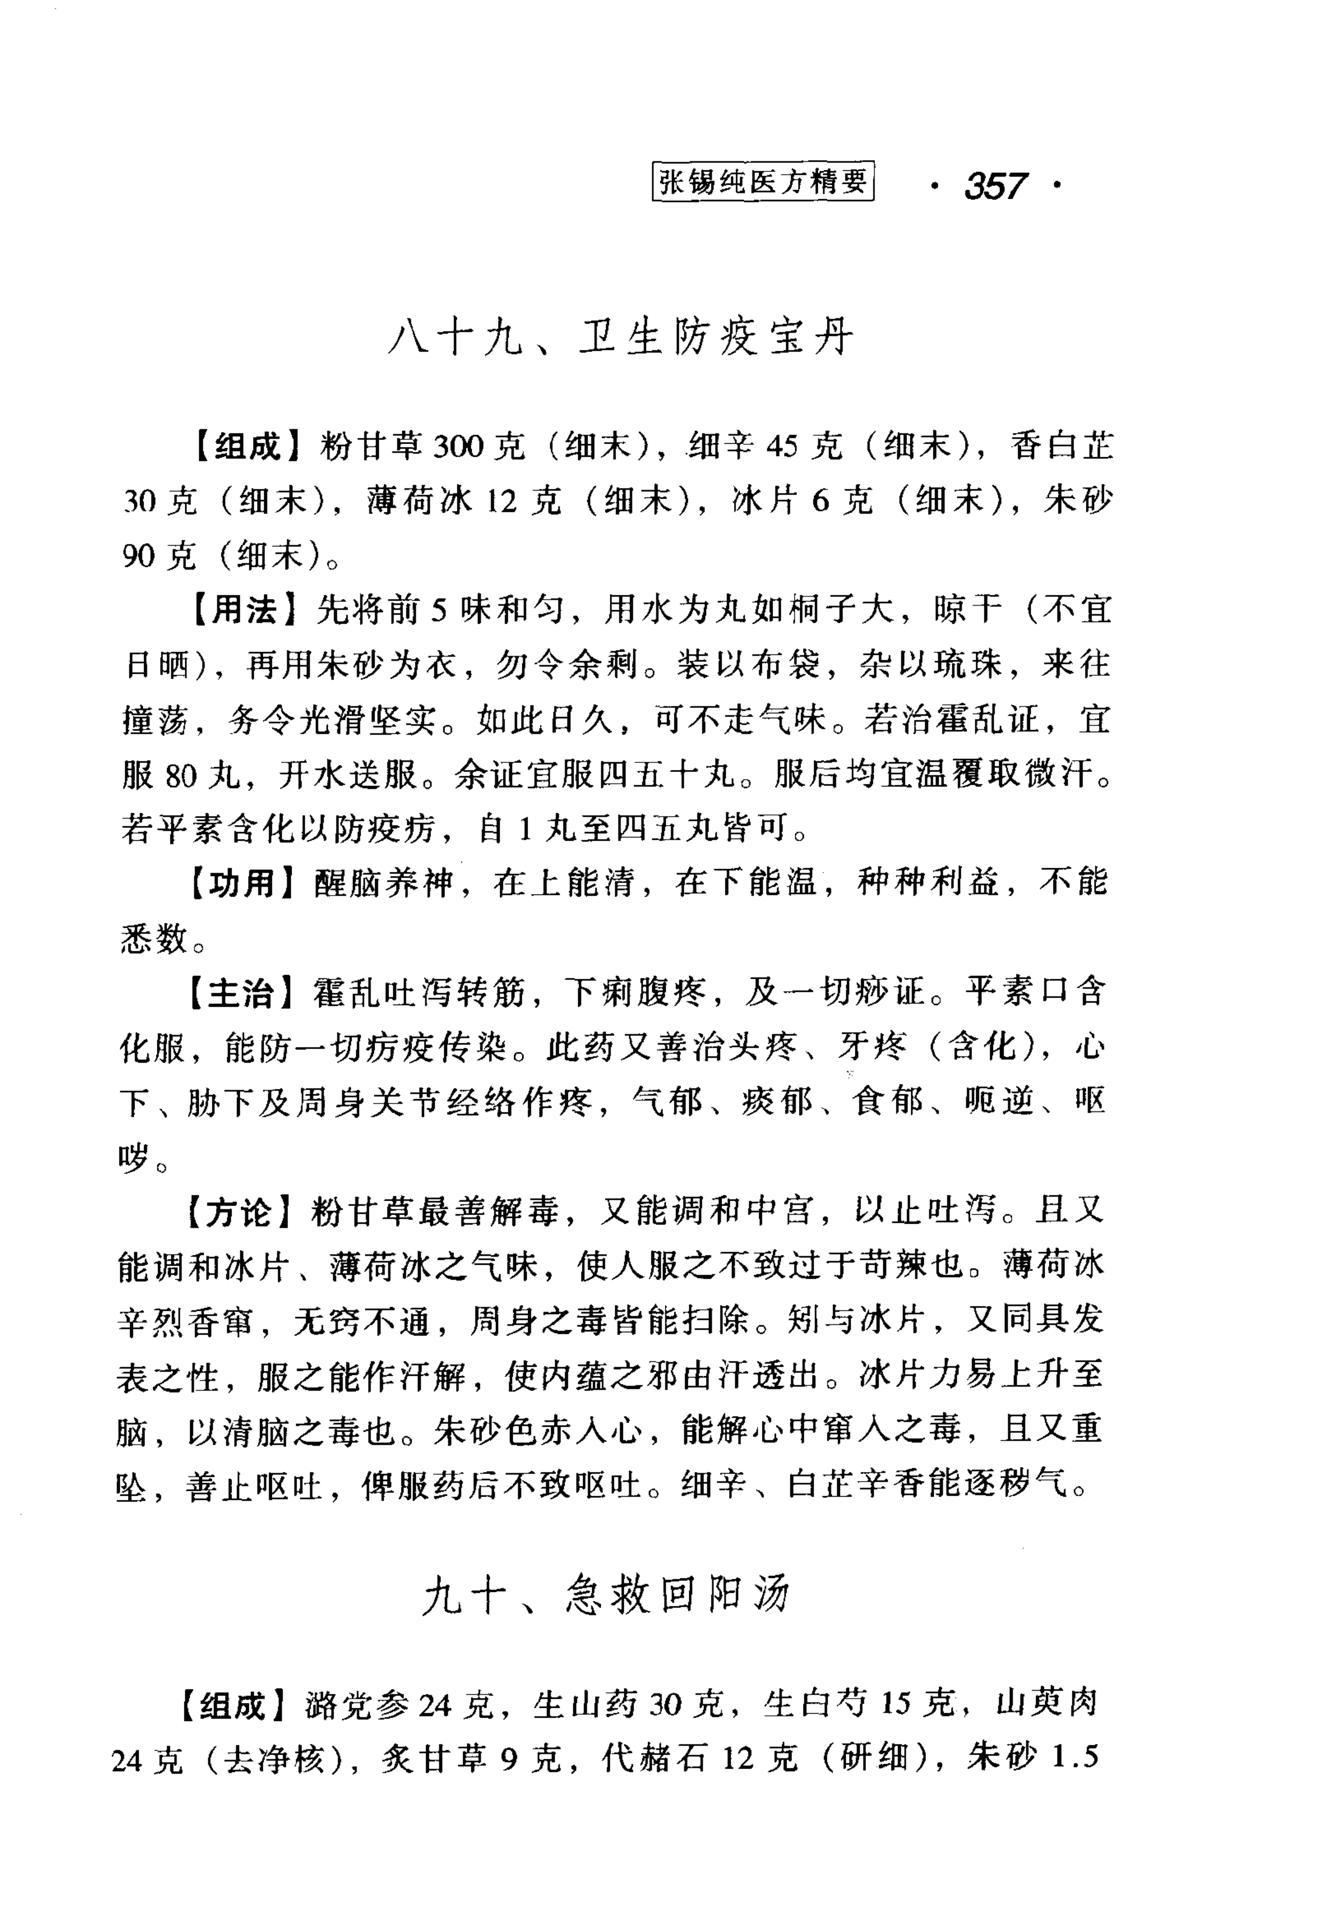 张锡纯医方精要 · 357 ·
八十九、卫生防疫宝丹
【组成】粉甘草 300 克（细末），细辛 45 克（细末），香白芷
30 克（细末），薄荷冰 12 克（细末），冰片 6 克（细末），朱砂
90 克（细末）。
【用法】先将前 5 味和匀，用水为丸如桐子大，晾干（不宜
日晒），再用朱砂为衣，勿令余剩。装以布袋，杂以琉珠，来往
撞荡，务令光滑坚实。如此日久，可不走气味。若治霍乱证，宜
服 80 丸，开水送服。余证宜服四五十丸。服后均宜温覆取微汗。
若平素含化以防疫疠，自 1 丸至四五丸皆可。
【功用】醒脑养神，在上能清，在下能温，种种利益，不能
悉数。
【主治】霍乱吐泻转筋，下痢腹疼，及一切痧证。平素口含
化服，能防一切疠疫传染。此药又善治头疼、牙疼（含化），心
下、胁下及周身关节经络作疼，气郁、痰郁、食郁、呃逆、呕
哕。
【方论】粉甘草最善解毒，又能调和中宫，以止吐泻。且又
能调和冰片、薄荷冰之气味，使人服之不致过于苛辣也。薄荷冰
辛烈香窜，无窍不通，周身之毒皆能扫除。矧与冰片，又同具发
表之性，服之能作汗解，使内蕴之邪由汗透出。冰片力易上升至
脑，以清脑之毒也。朱砂色赤入心，能解心中窜入之毒，且又重
坠，善止呕吐，俾服药后不致呕吐。细辛、白芷辛香能逐秽气。
九十、急救回阳汤
【组成】潞党参 24 克，生山药 30 克，生白芍 15 克，山萸肉
24 克（去净核），炙甘草 9 克，代赭石 12 克（研细），朱砂 1.5